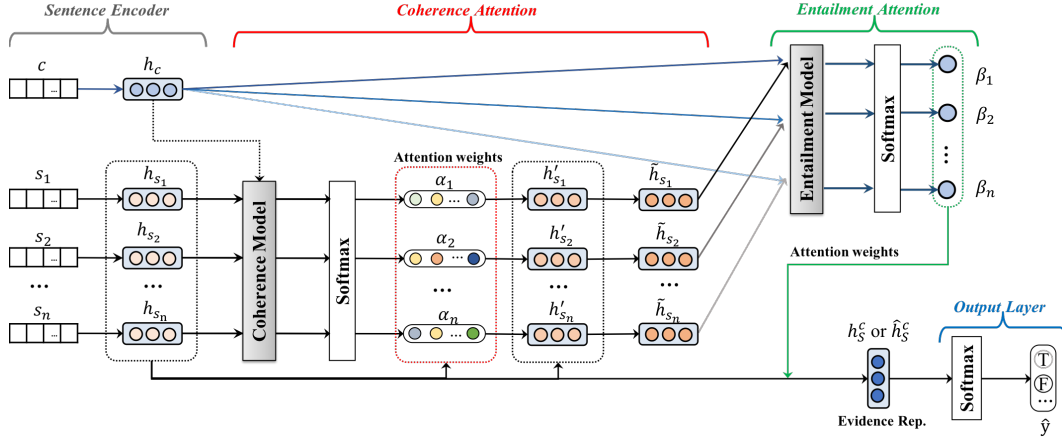 Sentence Encoder
Coherence Attention
Entailment Attention
c
h_c
...
Entailment Model
Softmax
β_1
β_2
...
β_n
Attention weights
s_1
h_{s_1}
α_1
h'_{s_1}
h̃_{s_1}
...
...
s_2
h_{s_2}
Coherence Model
Softmax
α_2
h'_{s_2}
h̃_{s_2}
...
...
Attention weights
... ... ... ... ...
s_n
h_{s_n}
α_n
h'_{s_n}
h̃_{s_n}
...
...
Output Layer
h_S^c or ĥ_S^c
Evidence Rep.
Softmax
T
F
...
ŷ